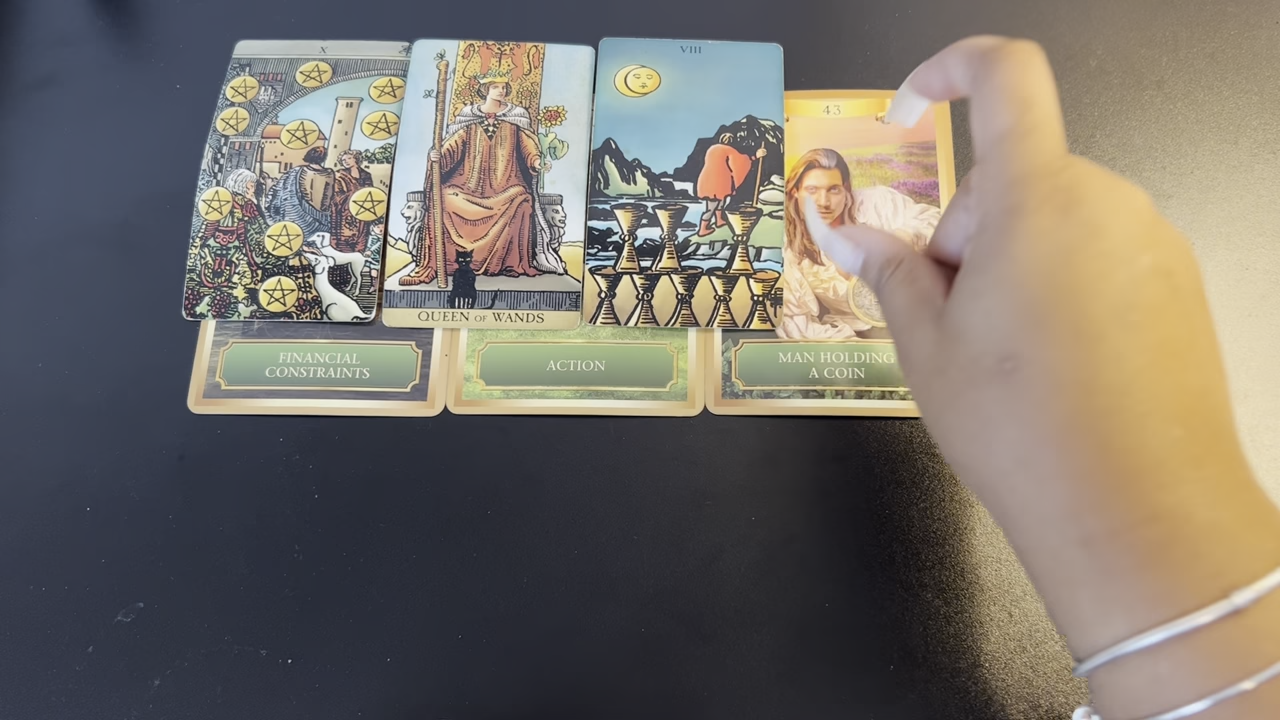 X
VIII
43
QUEEN OF WANDS
FINANCIAL
CONSTRAINTS
ACTION
MAN HOLDING
A COIN